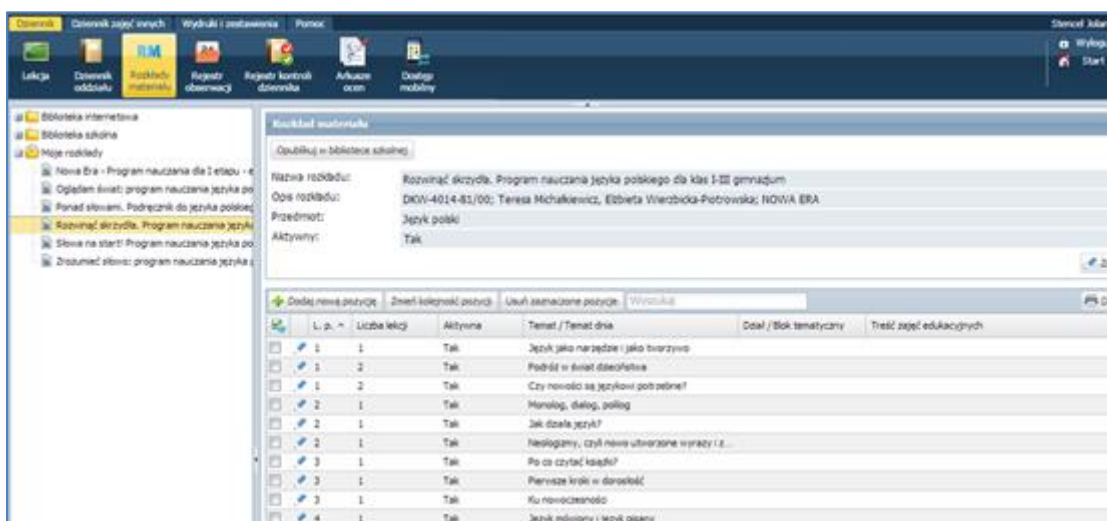 Dziennik Dziennik zajęć innych Wydruki i zestawienia Pomoc Stencel Jolan
Lekcja Dziennik oddziału Rozkłady materiału Rejestr obserwacji Rejestr kontroli dziennika Arkusze ocen Dostęp mobilny
Wylogu
Start
Biblioteka internetowa
Biblioteka szkolna
Moje rozkłady
Nowa Era - Program nauczania dla I etapu - e
Oglądam świat: program nauczania języka po
Ponad słowami. Podręcznik do języka polskieg
Rozwinąć skrzydła. Program nauczania języka
Słowa na start! Program nauczania języka po
Zrozumieć słowo: program nauczania języka p
Rozkład materiału
Opublikuj w bibliotece szkolnej
Nazwa rozkładu: Rozwinąć skrzydła. Program nauczania języka polskiego dla klas I-III gimnazjum
Opis rozkładu: DKW-4014-81/00; Teresa Michałkiewicz, Elżbieta Wierzbicka-Piotrowska; NOWA ERA
Przedmiot: Język polski
Aktywny: Tak
Dodaj nową pozycję Zmień kolejność pozycji Usuń zaznaczone pozycje Wyszukaj
L. p. Liczba lekcji Aktywna Temat / Temat dnia Dział / Blok tematyczny Treść zajęć edukacyjnych
1 1 Tak Język jako narzędzie i jako tworzywo
1 2 Tak Podróż w świat dzieciństwa
1 2 Tak Czy nowości są językowi potrzebne?
2 1 Tak Monolog, dialog, polilog
2 1 Tak Jak działa język?
2 1 Tak Neologizmy, czyli nowo utworzone wyrazy i z...
3 1 Tak Po co czytać książki?
3 1 Tak Pierwsze kroki w dorosłość
3 1 Tak Ku nowoczesności
4 1 Tak Język mówiony i język pisany